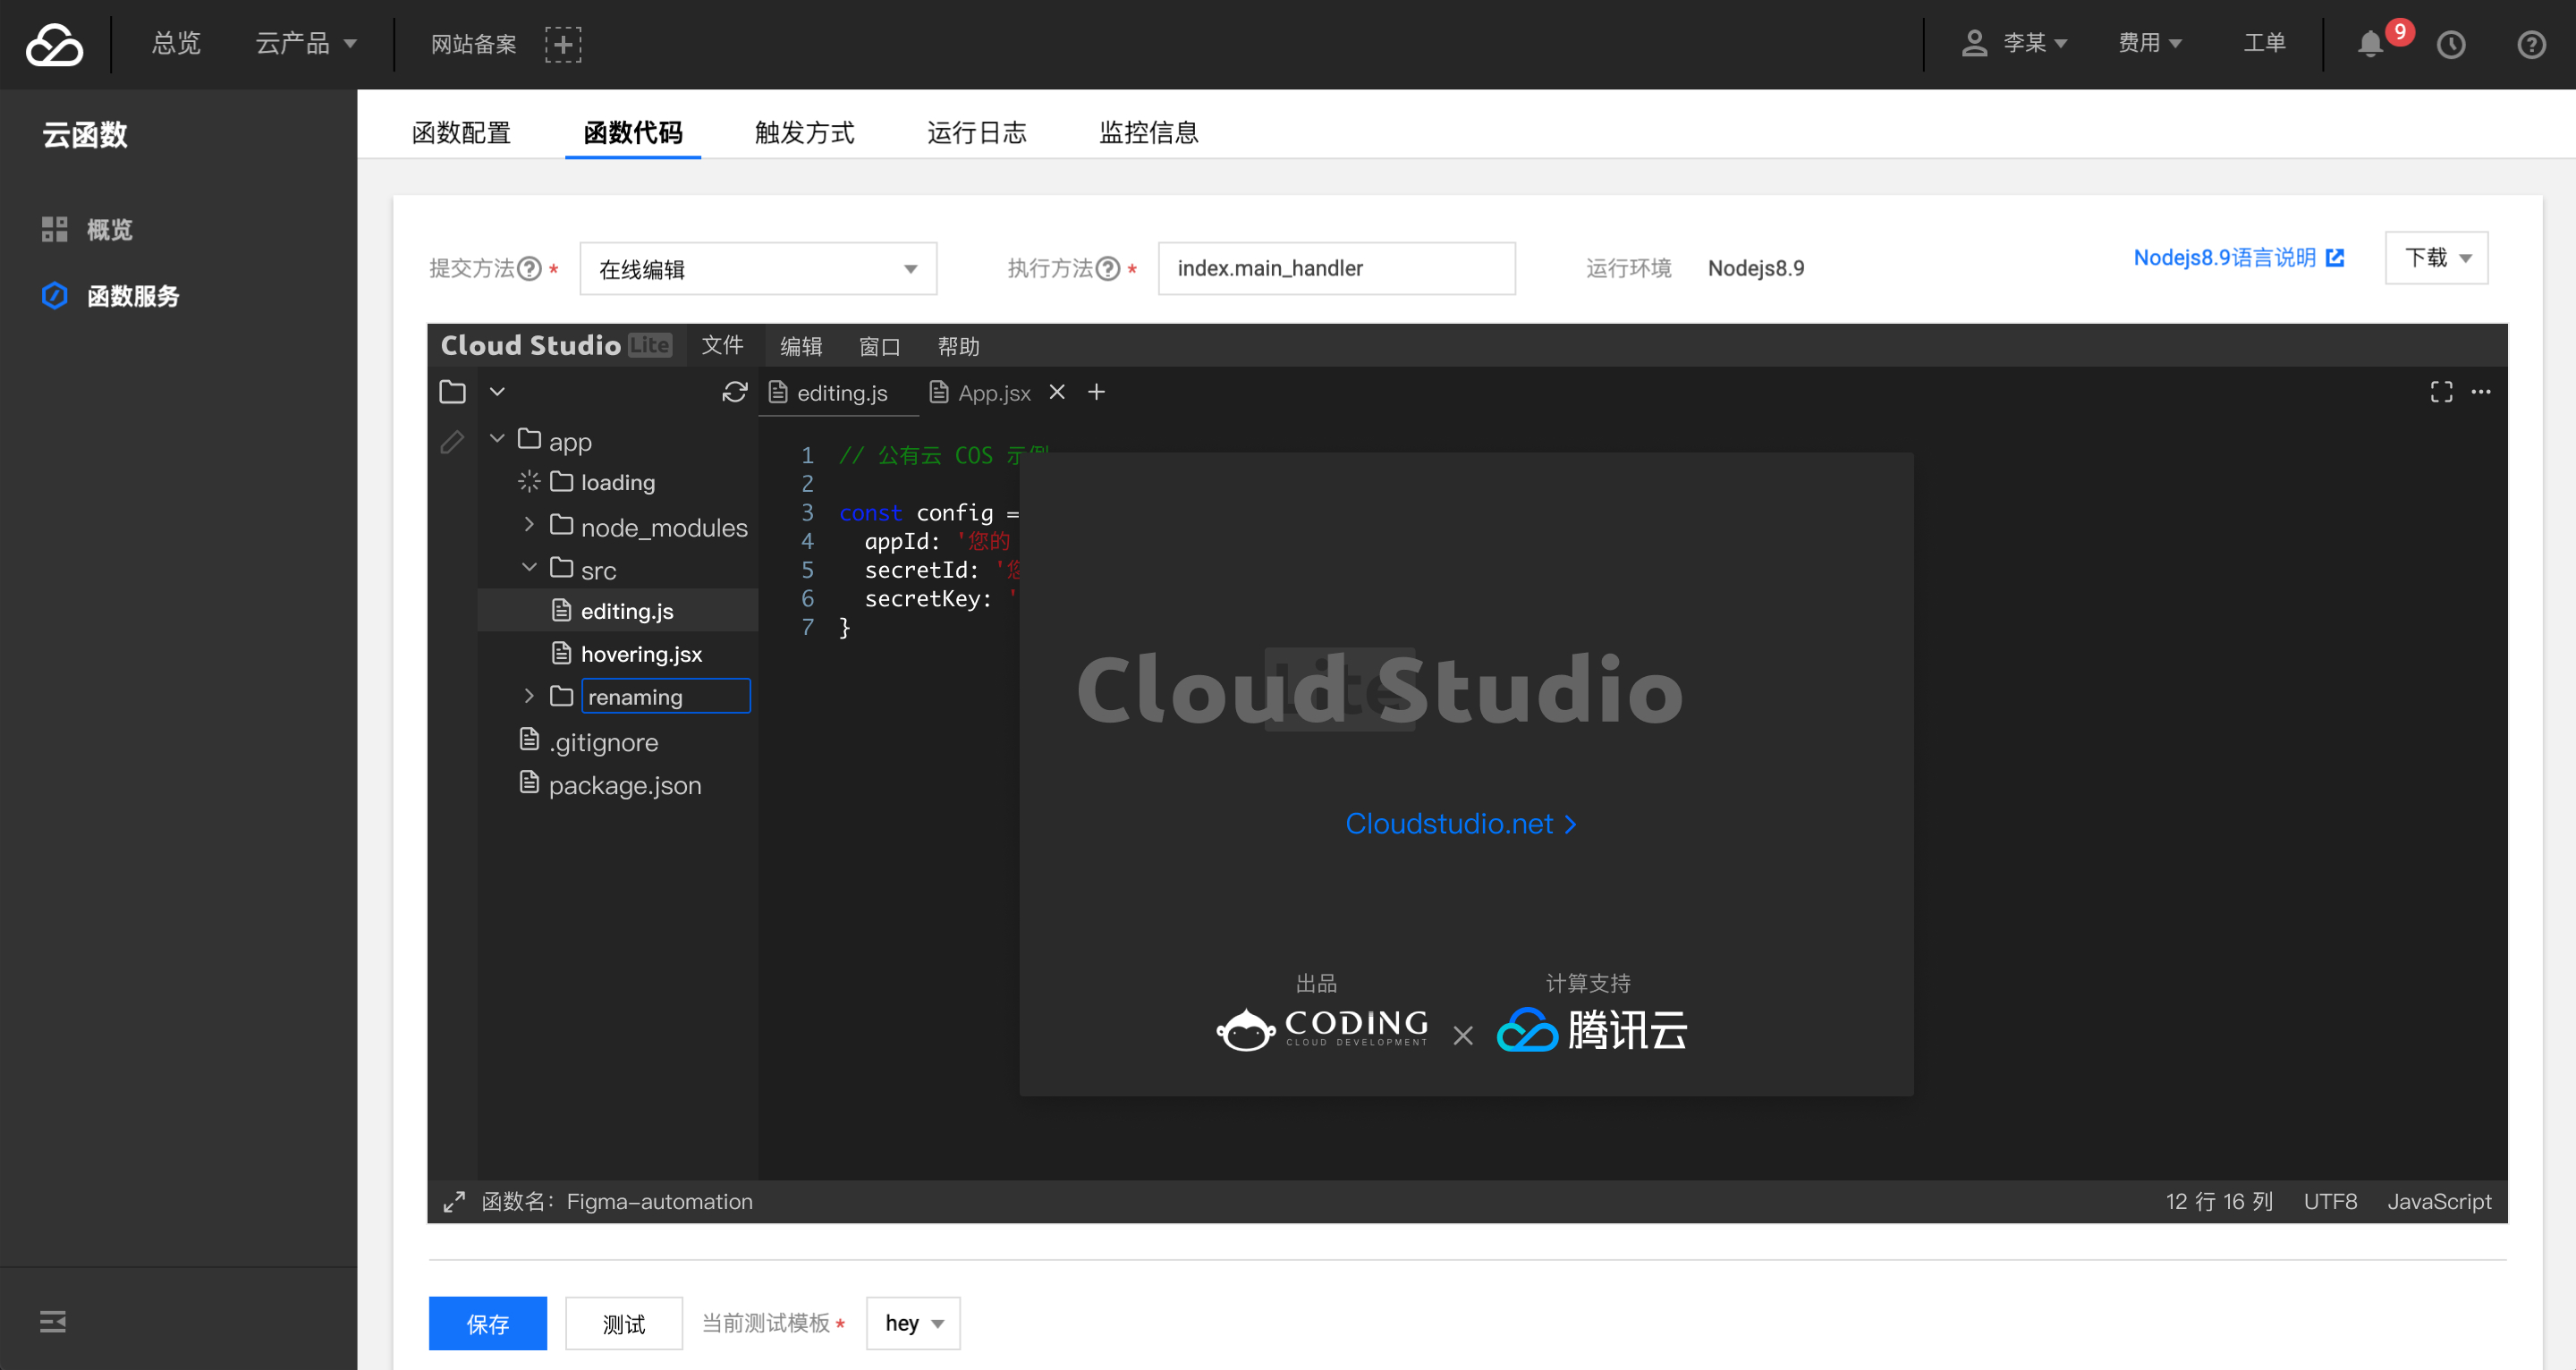 总览 云产品 网站备案 李某 费用 工单 9
云函数
概览
函数服务
函数配置 函数代码 触发方式 运行日志 监控信息
提交方法 * 在线编辑 执行方法 * index.main_handler 运行环境 Nodejs8.9 Nodejs8.9语言说明 下载
Cloud Studio Lite 文件 编辑 窗口 帮助
editing.js App.jsx
app
loading
node_modules
src
editing.js
hovering.jsx
renaming
.gitignore
package.json
1 // 公有云 COS 示例
2
3 const config =
4 appId: '您的
5 secretId: '您
6 secretKey: '
7 }
Cloud Studio Lite
Cloudstudio.net >
出品 计算支持
CODING
CLOUD DEVELOPMENT
× 腾讯云
函数名：Figma-automation 12 行 16 列 UTF8 JavaScript
保存 测试 当前测试模板 * hey